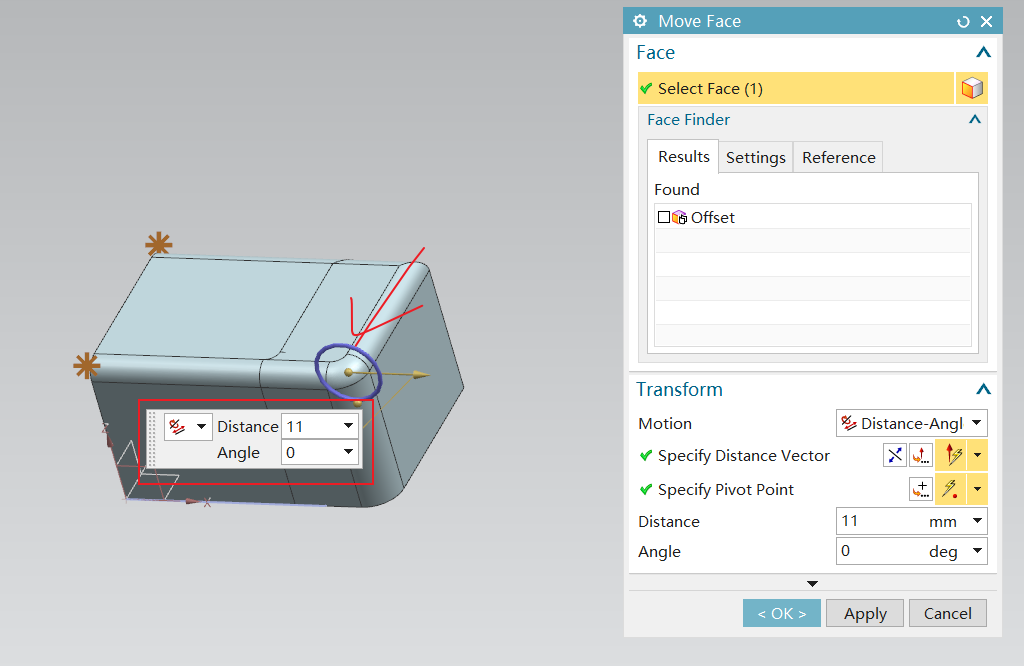 Move Face
Face
Select Face (1)
Face Finder
Results Settings Reference
Found
Offset
Transform
Motion Distance-Angl
Specify Distance Vector
Specify Pivot Point
Distance 11 mm
Angle 0 deg
< OK > Apply Cancel
Distance 11
Angle 0
Z
X